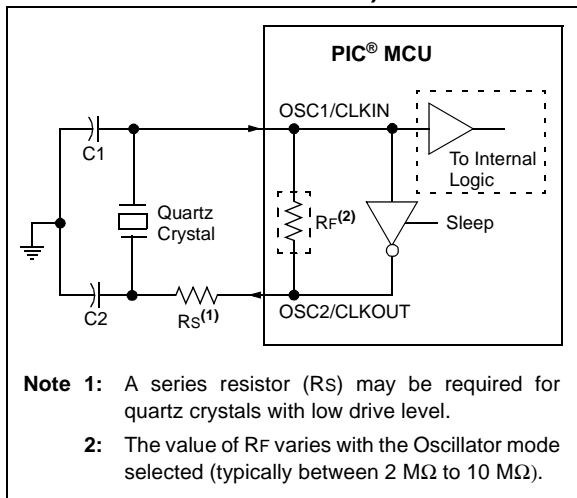 PIC® MCU
OSC1/CLKIN
C1
To Internal
Logic
Quartz
Crystal
RF(2)
Sleep
C2
RS(1)
OSC2/CLKOUT
Note 1: A series resistor (RS) may be required for
quartz crystals with low drive level.
2: The value of RF varies with the Oscillator mode
selected (typically between 2 MΩ to 10 MΩ).